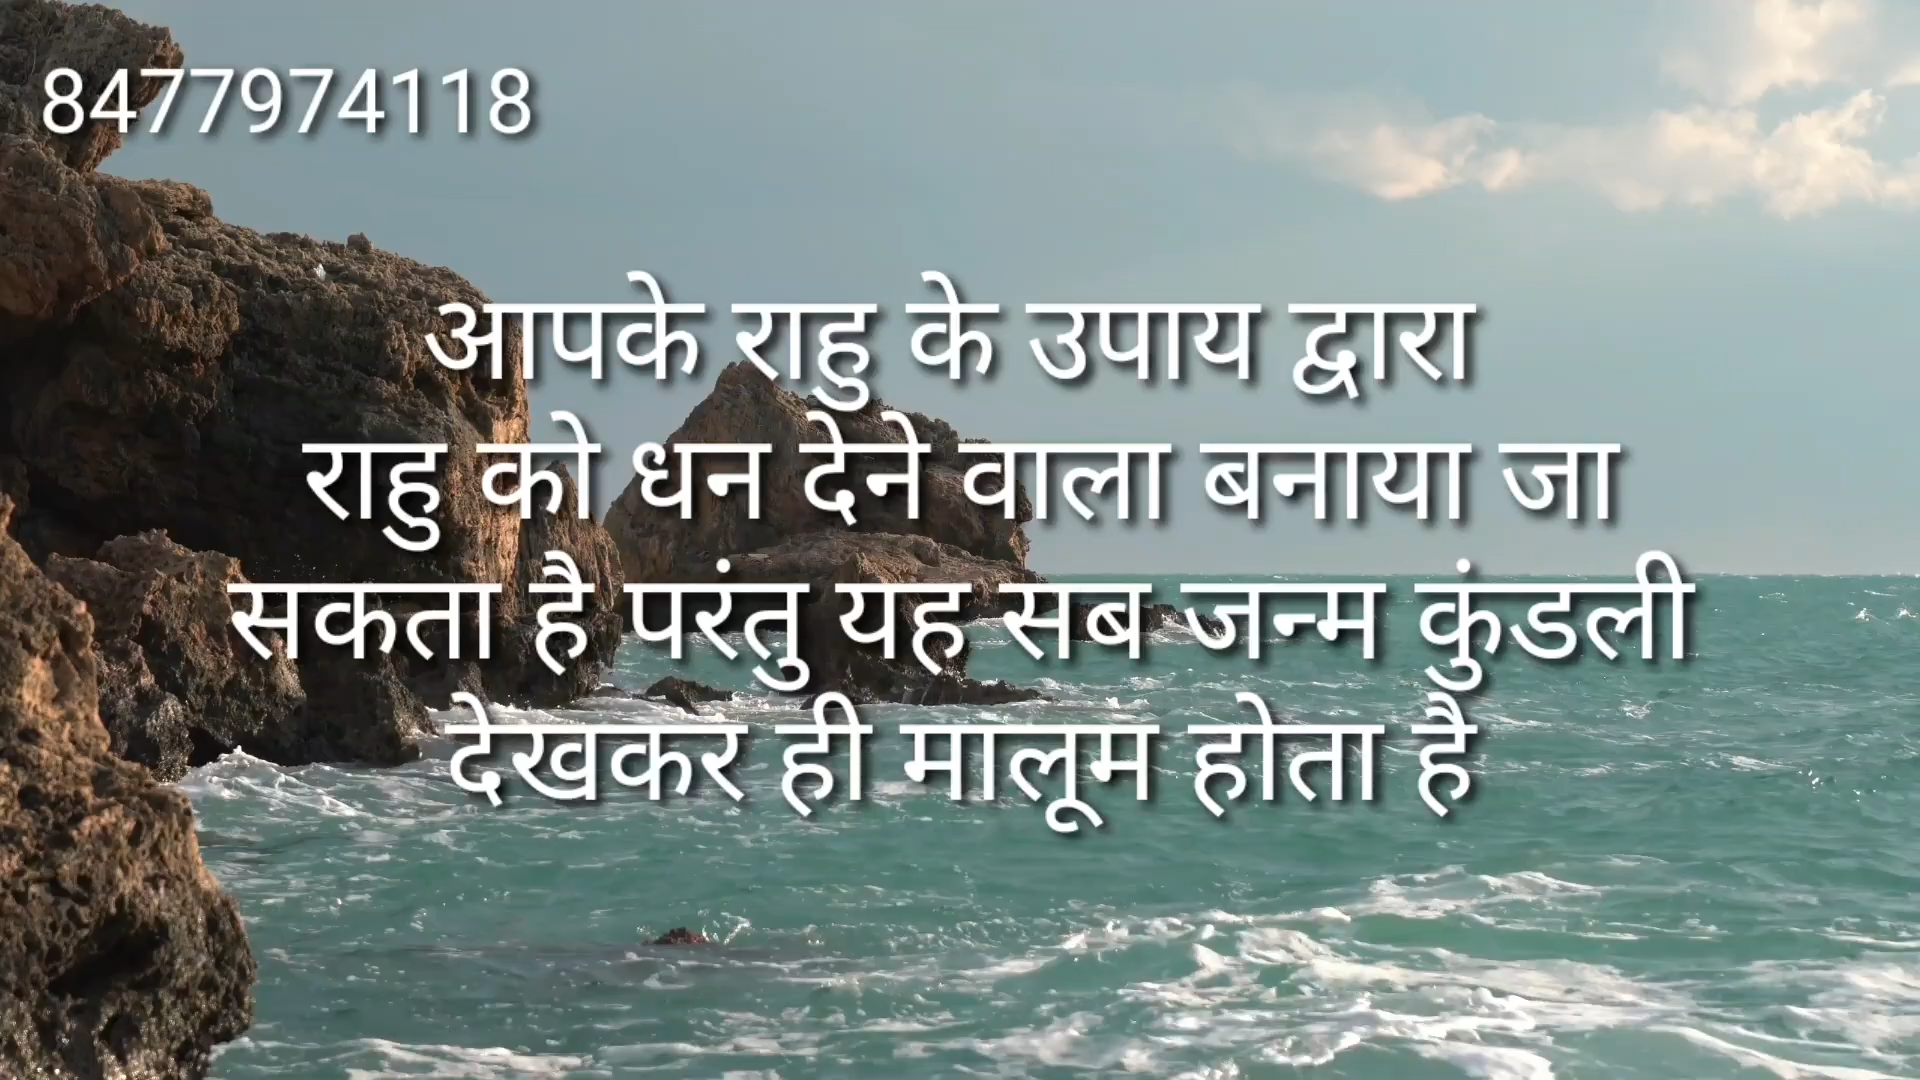 8477974118
आपके राहु के उपाय द्वारा
राहु को धन देने वाला बनाया जा
सकता है परंतु यह सब जन्म कुंडली
देखकर ही मालूम होता है